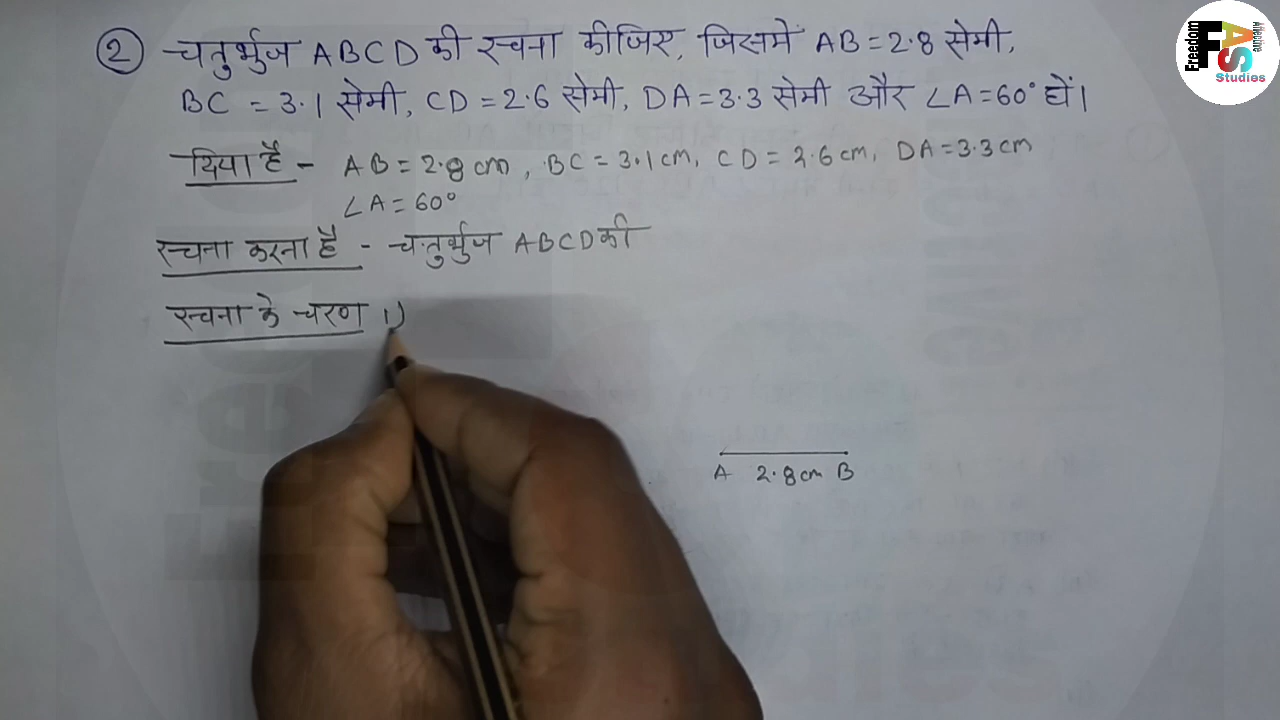 ② चतुर्भुज ABCD की रचना कीजिए, जिसमें AB = 2.8 सेमी,
BC = 3.1 सेमी, CD = 2.6 सेमी, DA = 3.3 सेमी और ∠A = 60° हों।
दिया है - AB = 2.8 cm, BC = 3.1 cm, CD = 2.6 cm, DA = 3.3 cm
∠A = 60°
रचना करना है - चतुर्भुज ABCD की
रचना के चरण 1)
A 2.8 cm B
Freedom
FAS
Adeene
Studies